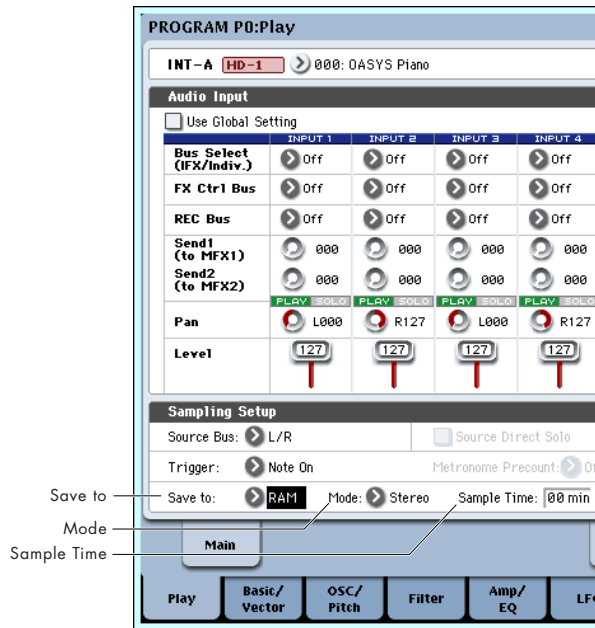 PROGRAM P0:Play
INT-A HD-1 000: OASYS Piano
Audio Input
Use Global Setting
INPUT 1 INPUT 2 INPUT 3 INPUT 4
Bus Select (IFX/Indiv.) Off Off Off Off
FX Ctrl Bus Off Off Off Off
REC Bus Off Off Off Off
Send1 (to MFX1) 000 000 000 000
Send2 (to MFX2) 000 000 000 000
PLAY SOLO PLAY SOLO PLAY SOLO PLAY SOLO
Pan L000 R127 L000 R127
Level 127 127 127 127
Sampling Setup
Source Bus: L/R Source Direct Solo
Trigger: Note On Metronome Precount:
Save to: RAM Mode: Stereo Sample Time: 00 min
Save to
Mode
Sample Time
Main
Play Basic/Vector OSC/Pitch Filter Amp/EQ